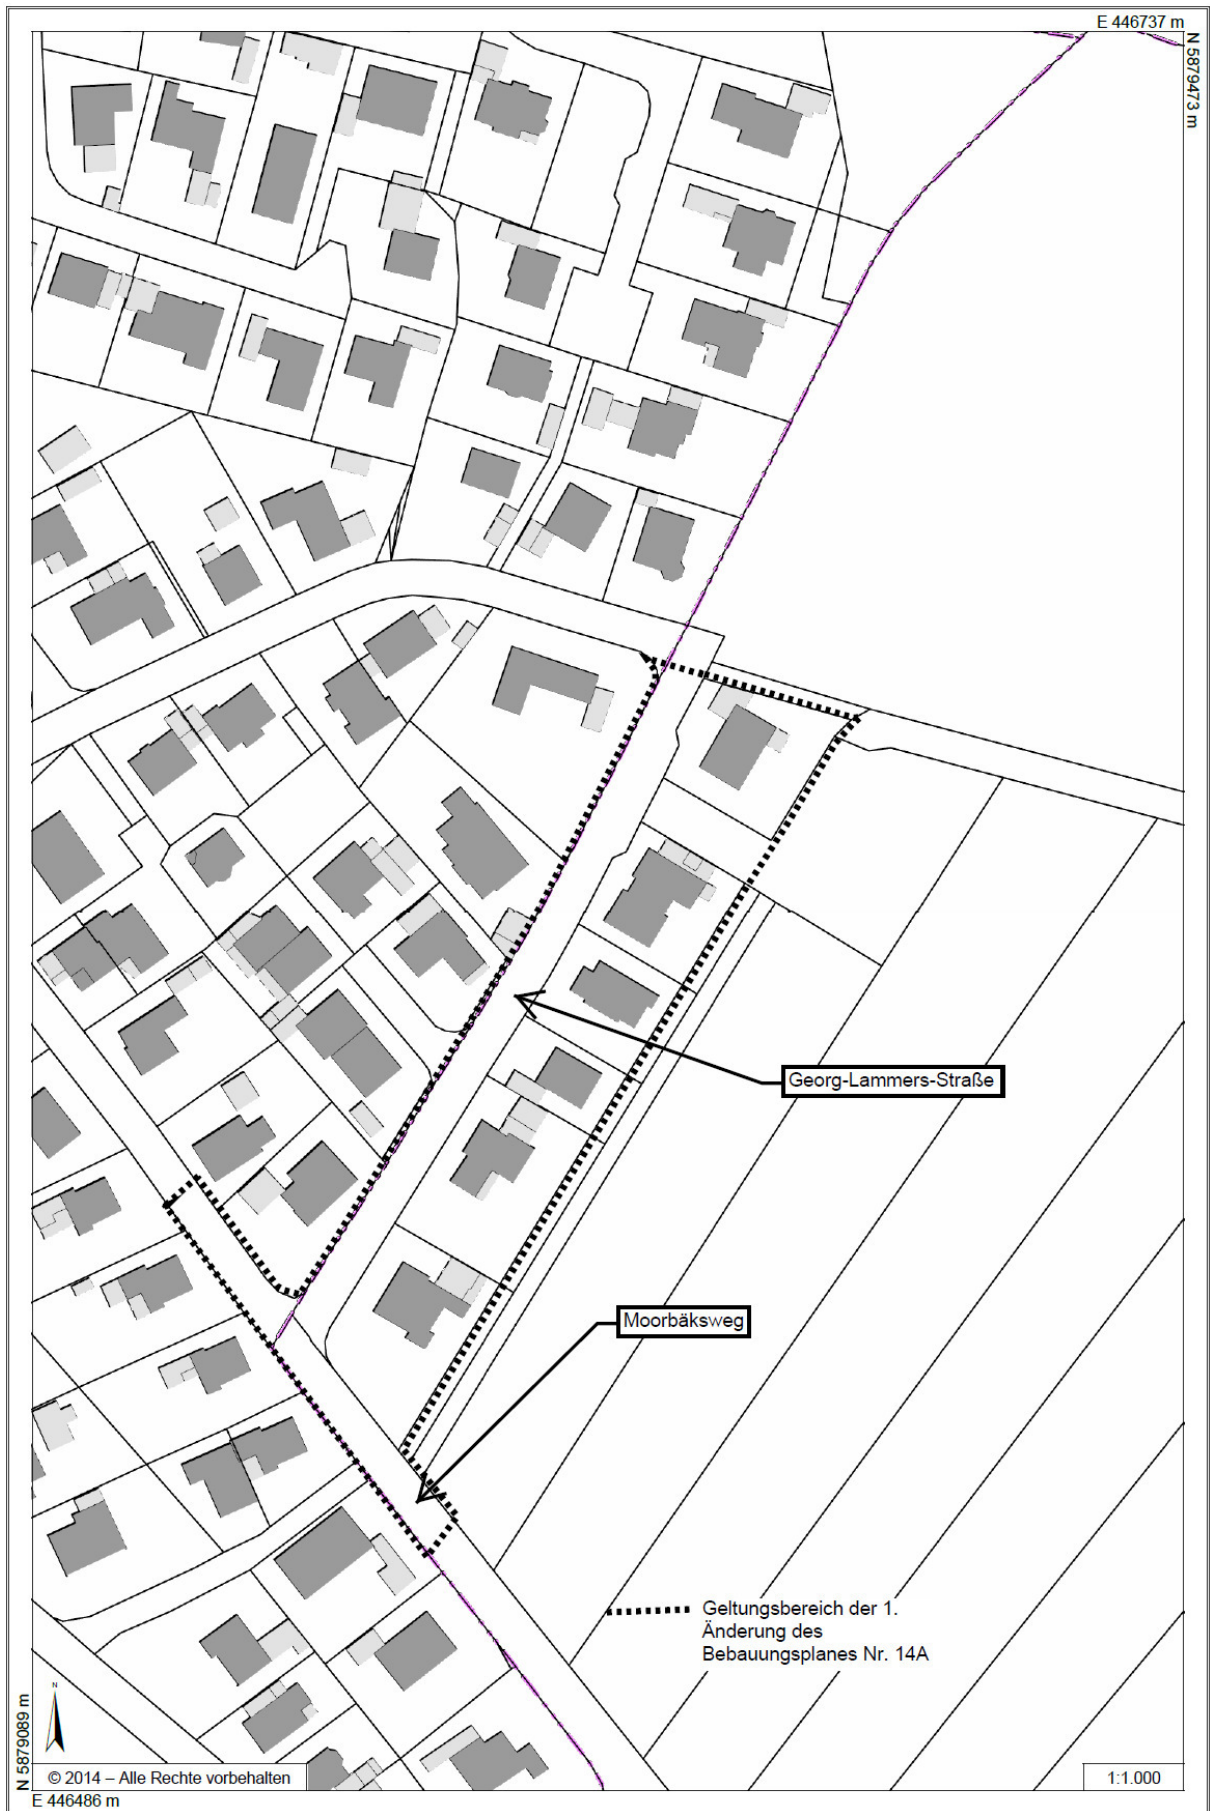 E 446737 m
N 5879473 m
Georg-Lammers-Straße
Moorbäksweg
Geltungsbereich der 1.
Änderung des
Bebauungsplanes Nr. 14A
N
N 5879089 m
© 2014 – Alle Rechte vorbehalten
1:1.000
E 446486 m